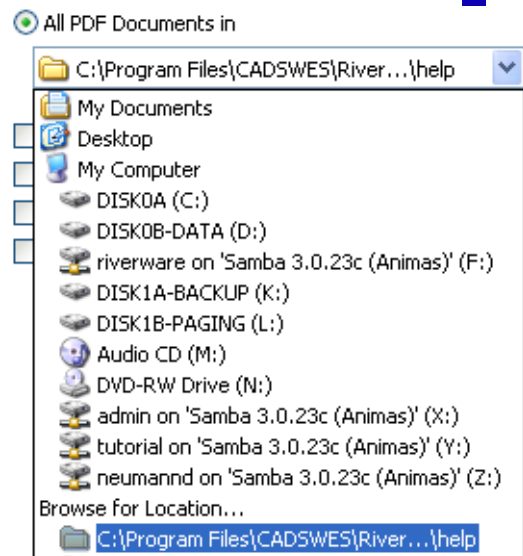 All PDF Documents in
C:\Program Files\CADSWES\River...\help
My Documents
Desktop
My Computer
DISK0A (C:)
DISK0B-DATA (D:)
riverware on 'Samba 3.0.23c (Animas)' (F:)
DISK1A-BACKUP (K:)
DISK1B-PAGING (L:)
Audio CD (M:)
DVD-RW Drive (N:)
admin on 'Samba 3.0.23c (Animas)' (X:)
tutorial on 'Samba 3.0.23c (Animas)' (Y:)
neumannd on 'Samba 3.0.23c (Animas)' (Z:)
Browse for Location...
C:\Program Files\CADSWES\River...\help